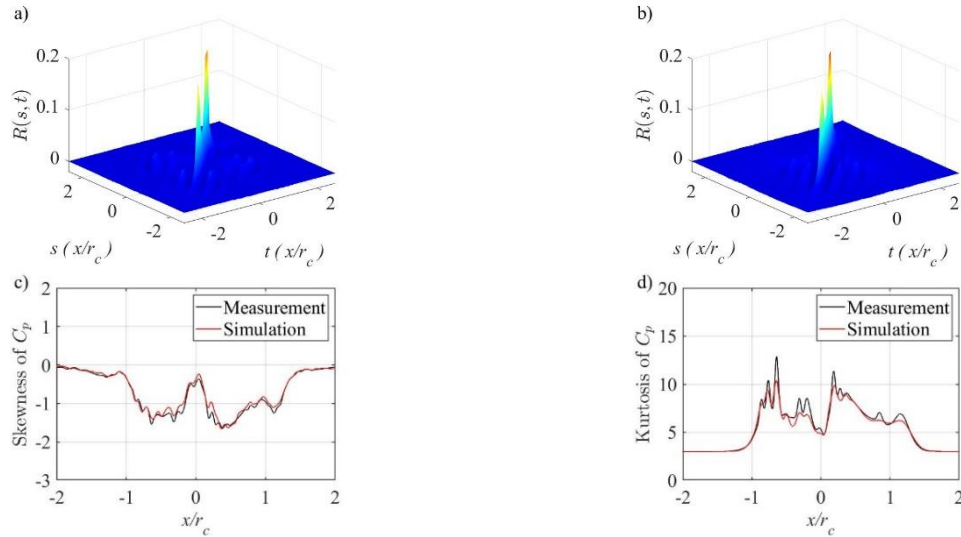 a)
0.2
0.1
0
R(s,t)
2
0
-2
s ( x/r_c )
-2
0
2
t ( x/r_c )
b)
0.2
0.1
0
R(s,t)
2
0
-2
s ( x/r_c )
-2
0
2
t ( x/r_c )
c)
2
1
0
-1
-2
-3
Skewness of C_p
Measurement
Simulation
-2 -1 0 1 2
x/r_c
d)
20
15
10
5
0
Kurtosis of C_p
Measurement
Simulation
-2 -1 0 1 2
x/r_c